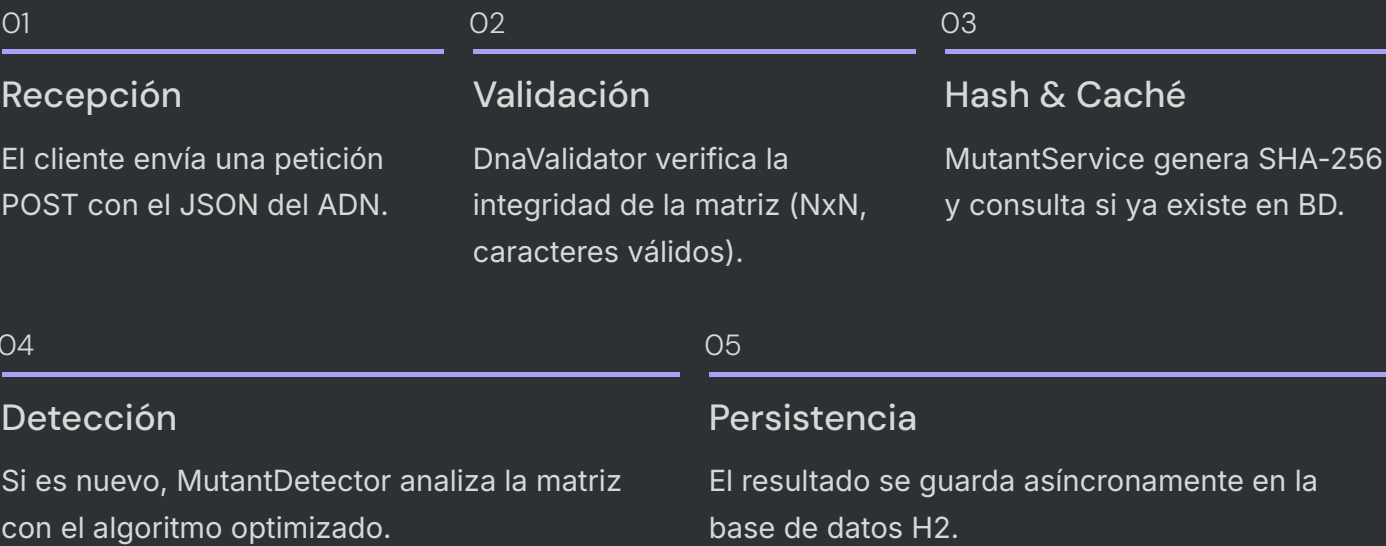 01
Recepción
El cliente envía una petición
POST con el JSON del ADN.
02
Validación
DnaValidator verifica la
integridad de la matriz (NxN,
caracteres válidos).
03
Hash & Caché
MutantService genera SHA-256
y consulta si ya existe en BD.
04
Detección
Si es nuevo, MutantDetector analiza la matriz
con el algoritmo optimizado.
05
Persistencia
El resultado se guarda asíncronamente en la
base de datos H2.